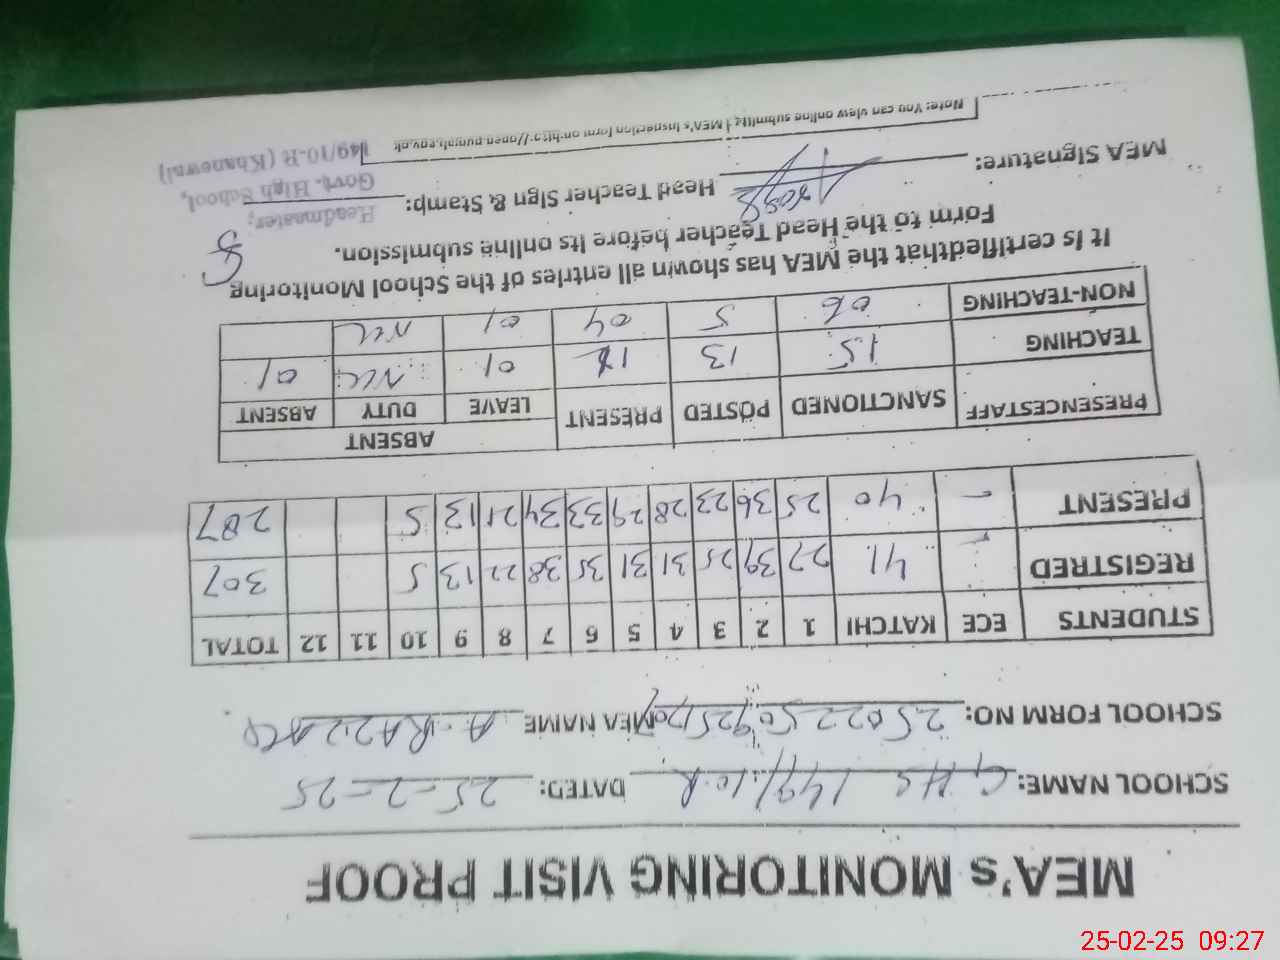 MEA's MONITORING VISIT PROOF
SCHOOL NAME: GHS 149/10.R DATED: 25-2-25
SCHOOL FORM NO: MEA NAME
STUDENTS ECE KATCHI 1 2 3 4 5 6 7 8 9 10 11 12 TOTAL
REGISTRED - 41 27 39 25 31 31 35 38 22 13 5 307
PRESENT - 40 25 36 23 28 29 33 34 21 13 5 287
PRESENCESTAFF SANCTIONED POSTED PRESENT ABSENT
LEAVE DUTY ABSENT
TEACHING 15 13 01 NIL 01
NON-TEACHING 06 5 04 01 NIL
It is certifiedthat the MEA has shown all entries of the School Monitoring
Form to the Head Teacher before its online submission.
MEA Signature: Head Teacher Sign & Stamp:
Headmaster,
Govt. High School,
149/10-R (Khanewal)
Note: You can view online submitte MEA's inspection form on:http://open.punjab.gov.pk
25-02-25 09:27